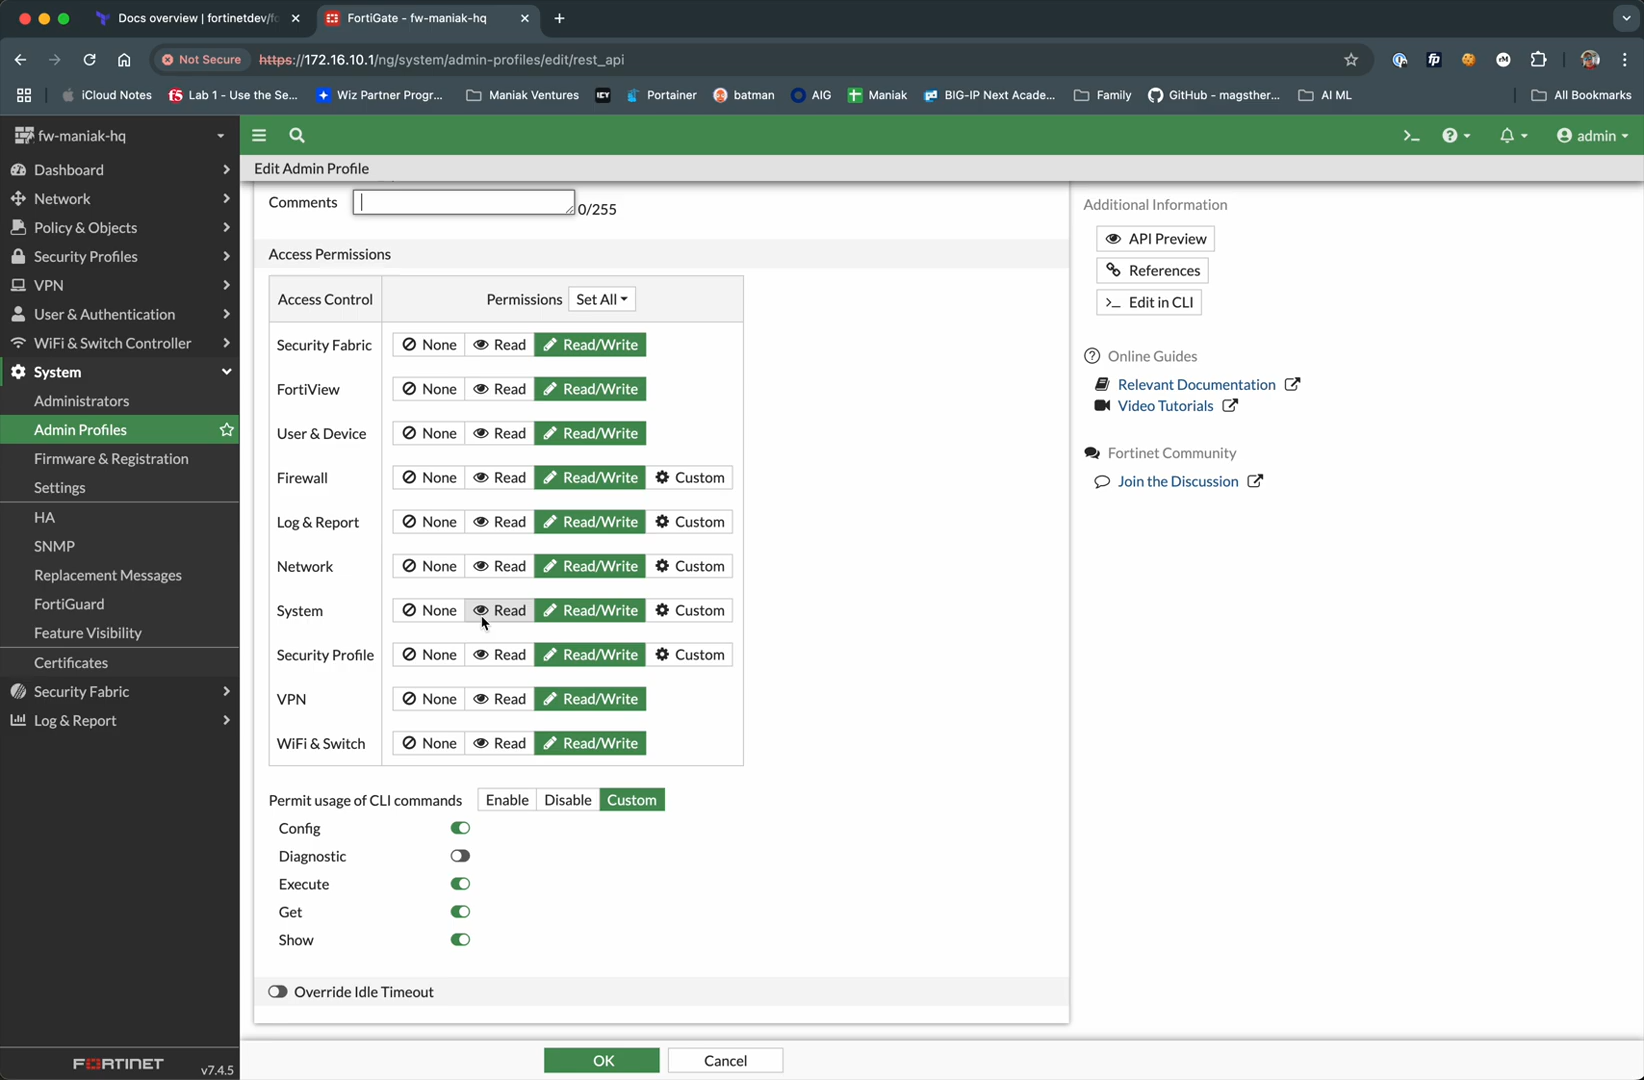 Docs overview | fortinetdev/fo
FortiGate - fw-maniak-hq
Not Secure https://172.16.10.1/ng/system/admin-profiles/edit/rest_api
iCloud Notes
Lab 1 - Use the Se...
Wiz Partner Progr...
Maniak Ventures
ICY
Portainer
batman
AIG
Maniak
BIG-IP Next Acade...
Family
GitHub - magsther...
AI ML
All Bookmarks
fw-maniak-hq
admin
Dashboard
Network
Policy & Objects
Security Profiles
VPN
User & Authentication
WiFi & Switch Controller
System
Administrators
Admin Profiles
Firmware & Registration
Settings
HA
SNMP
Replacement Messages
FortiGuard
Feature Visibility
Certificates
Security Fabric
Log & Report
FORTINET v7.4.5
Edit Admin Profile
Comments 0/255
Access Permissions
Access Control Permissions Set All
Security Fabric None Read Read/Write
FortiView None Read Read/Write
User & Device None Read Read/Write
Firewall None Read Read/Write Custom
Log & Report None Read Read/Write Custom
Network None Read Read/Write Custom
System None Read Read/Write Custom
Security Profile None Read Read/Write Custom
VPN None Read Read/Write
WiFi & Switch None Read Read/Write
Permit usage of CLI commands Enable Disable Custom
Config
Diagnostic
Execute
Get
Show
Override Idle Timeout
OK Cancel
Additional Information
API Preview
References
>_ Edit in CLI
Online Guides
Relevant Documentation
Video Tutorials
Fortinet Community
Join the Discussion